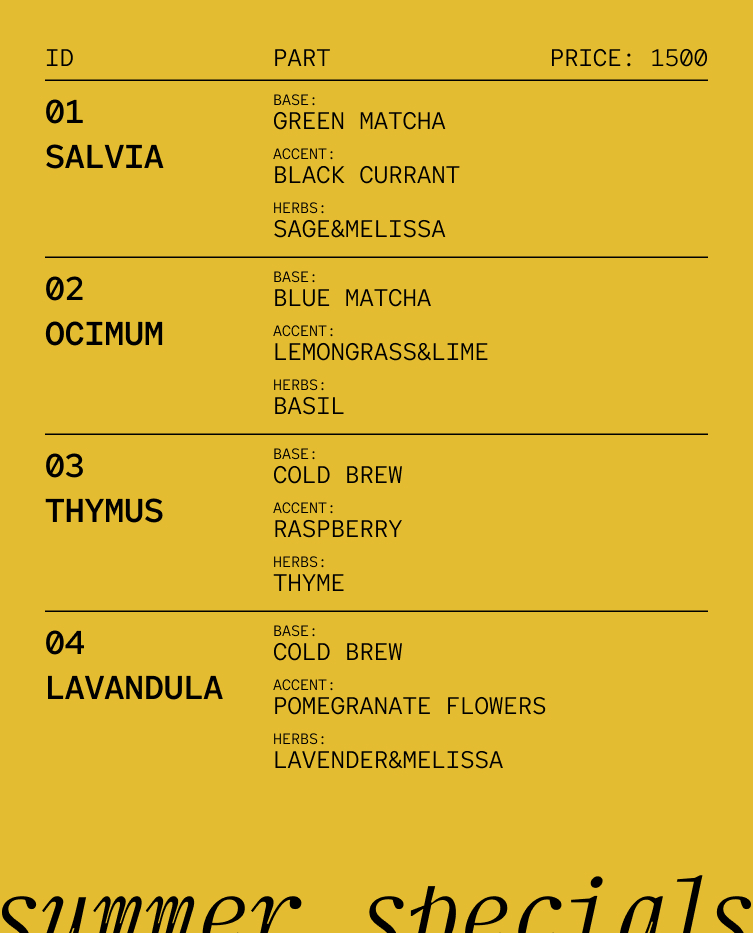 ID PART PRICE: 1500
01
SALVIA
BASE:
GREEN MATCHA
ACCENT:
BLACK CURRANT
HERBS:
SAGE&MELISSA
02
OCIMUM
BASE:
BLUE MATCHA
ACCENT:
LEMONGRASS&LIME
HERBS:
BASIL
03
THYMUS
BASE:
COLD BREW
ACCENT:
RASPBERRY
HERBS:
THYME
04
LAVANDULA
BASE:
COLD BREW
ACCENT:
POMEGRANATE FLOWERS
HERBS:
LAVENDER&MELISSA
summer specials